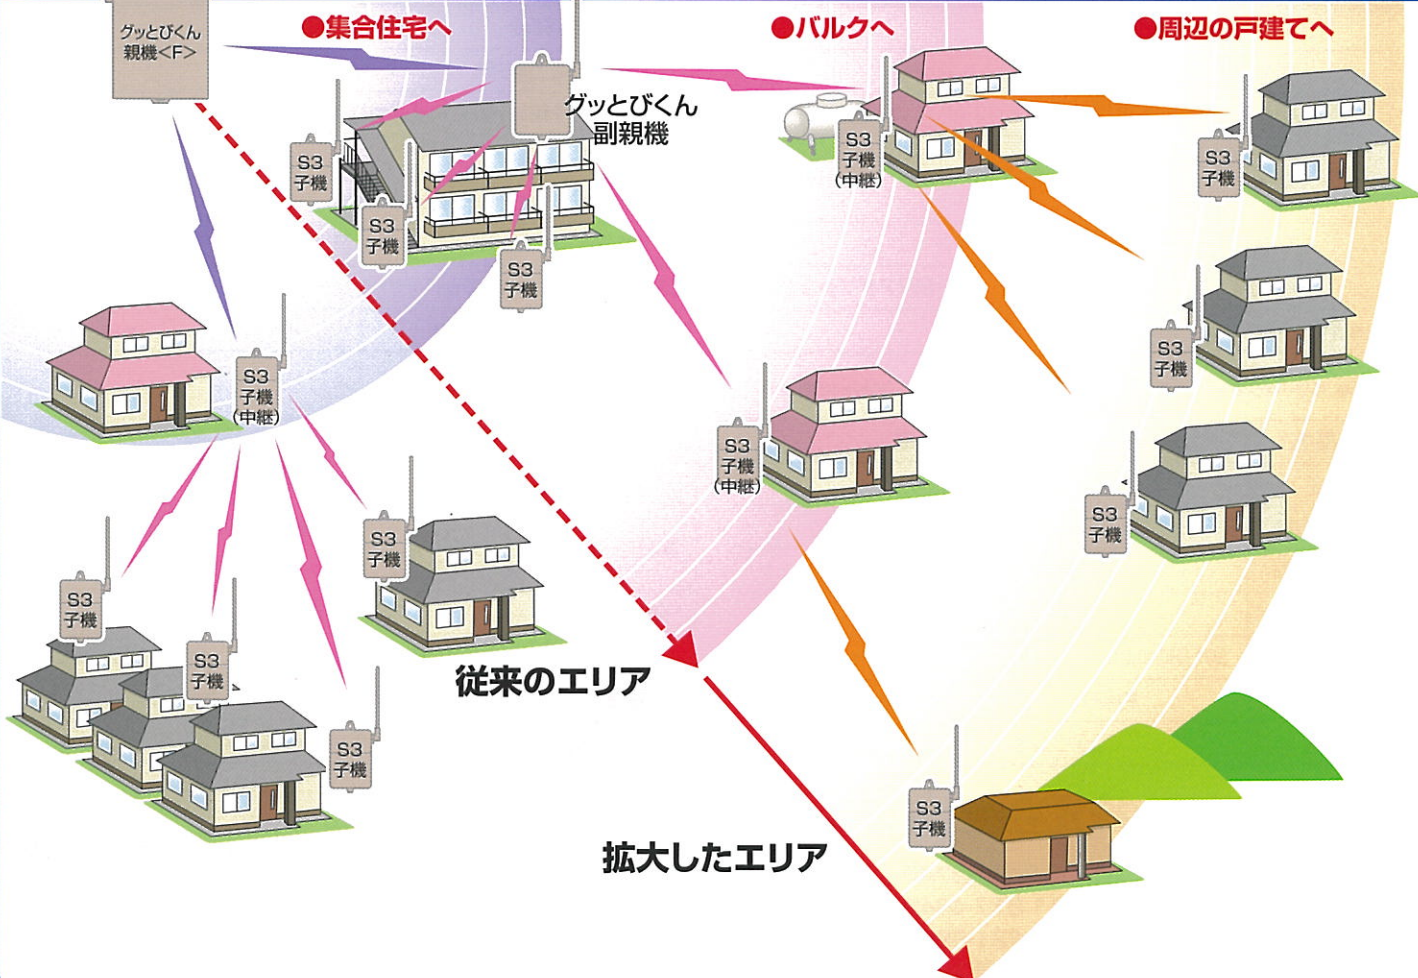 グッとびくん
親機<F>
●集合住宅へ
●バルクへ
●周辺の戸建てへ
グッとびくん
副親機
S3
子機
S3
子機
S3
子機
S3
子機
(中継)
S3
子機
S3
子機
S3
子機
(中継)
S3
子機
(中継)
S3
子機
S3
子機
S3
子機
S3
子機
S3
子機
従来のエリア
拡大したエリア
S3
子機